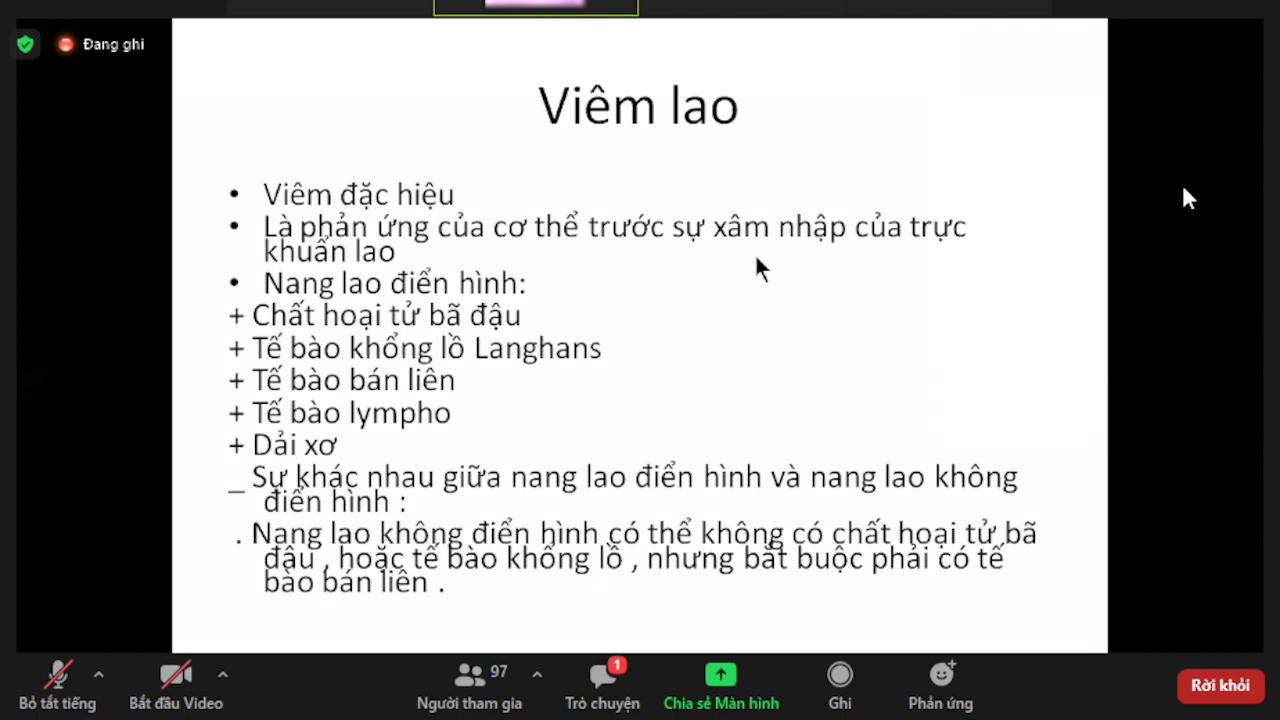 Đang ghi
Viêm lao
• Viêm đặc hiệu
• Là phản ứng của cơ thể trước sự xâm nhập của trực
khuẩn lao
• Nang lao điển hình:
+ Chất hoại tử bã đậu
+ Tế bào khổng lồ Langhans
+ Tế bào bán liên
+ Tế bào lympho
+ Dải xơ
_ Sự khác nhau giữa nang lao điển hình và nang lao không
điển hình :
. Nang lao không điển hình có thể không có chất hoại tử bã
đậu , hoặc tế bào khổng lồ , nhưng bắt buộc phải có tế
bào bán liên .
97
1
Bỏ tắt tiếng
Bắt đầu Video
Người tham gia
Trò chuyện
Chia sẻ Màn hình
Ghi
Phản ứng
Rời khỏi